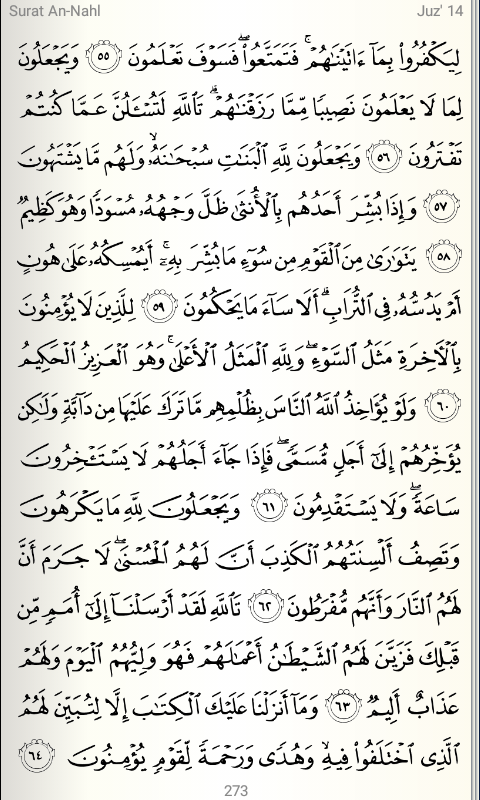 Surat An-Nahl Juz' 14
لِيَكْفُرُوا۟ بِمَآ ءَاتَيْنَـٰهُمْ ۚ فَتَمَتَّعُوا۟ ۖ فَسَوْفَ تَعْلَمُونَ ٥٥ وَيَجْعَلُونَ
لِمَا لَا يَعْلَمُونَ نَصِيبًا مِّمَّا رَزَقْنَـٰهُمْ ۗ تَٱللَّهِ لَتُسْـَٔلُنَّ عَمَّا كُنتُمْ
تَفْتَرُونَ ٥٦ وَيَجْعَلُونَ لِلَّهِ ٱلْبَنَـٰتِ سُبْحَـٰنَهُۥ ۙ وَلَهُم مَّا يَشْتَهُونَ
٥٧ وَإِذَا بُشِّرَ أَحَدُهُم بِٱلْأُنثَىٰ ظَلَّ وَجْهُهُۥ مُسْوَدًّا وَهُوَ كَظِيمٌ
٥٨ يَتَوَٰرَىٰ مِنَ ٱلْقَوْمِ مِن سُوٓءِ مَا بُشِّرَ بِهِۦٓ ۚ أَيُمْسِكُهُۥ عَلَىٰ هُونٍ
أَمْ يَدُسُّهُۥ فِى ٱلتُّرَابِ ۗ أَلَا سَآءَ مَا يَحْكُمُونَ ٥٩ لِلَّذِينَ لَا يُؤْمِنُونَ
بِٱلْـَٔاخِرَةِ مَثَلُ ٱلسَّوْءِ ۖ وَلِلَّهِ ٱلْمَثَلُ ٱلْأَعْلَىٰ ۚ وَهُوَ ٱلْعَزِيزُ ٱلْحَكِيمُ
٦٠ وَلَوْ يُؤَاخِذُ ٱللَّهُ ٱلنَّاسَ بِظُلْمِهِم مَّا تَرَكَ عَلَيْهَا مِن دَآبَّةٍ وَلَـٰكِن
يُؤَخِّرُهُمْ إِلَىٰٓ أَجَلٍ مُّسَمًّى ۖ فَإِذَا جَآءَ أَجَلُهُمْ لَا يَسْتَـْٔخِرُونَ
سَاعَةً ۖ وَلَا يَسْتَقْدِمُونَ ٦١ وَيَجْعَلُونَ لِلَّهِ مَا يَكْرَهُونَ
وَتَصِفُ أَلْسِنَتُهُمُ ٱلْكَذِبَ أَنَّ لَهُمُ ٱلْحُسْنَىٰ ۖ لَا جَرَمَ أَنَّ
لَهُمُ ٱلنَّارَ وَأَنَّهُم مُّفْرَطُونَ ٦٢ تَٱللَّهِ لَقَدْ أَرْسَلْنَآ إِلَىٰٓ أُمَمٍ مِّن
قَبْلِكَ فَزَيَّنَ لَهُمُ ٱلشَّيْطَـٰنُ أَعْمَـٰلَهُمْ فَهُوَ وَلِيُّهُمُ ٱلْيَوْمَ وَلَهُمْ
عَذَابٌ أَلِيمٌ ٦٣ وَمَآ أَنزَلْنَا عَلَيْكَ ٱلْكِتَـٰبَ إِلَّا لِتُبَيِّنَ لَهُمُ
ٱلَّذِى ٱخْتَلَفُوا۟ فِيهِ ۙ وَهُدًى وَرَحْمَةً لِّقَوْمٍ يُؤْمِنُونَ ٦٤
273